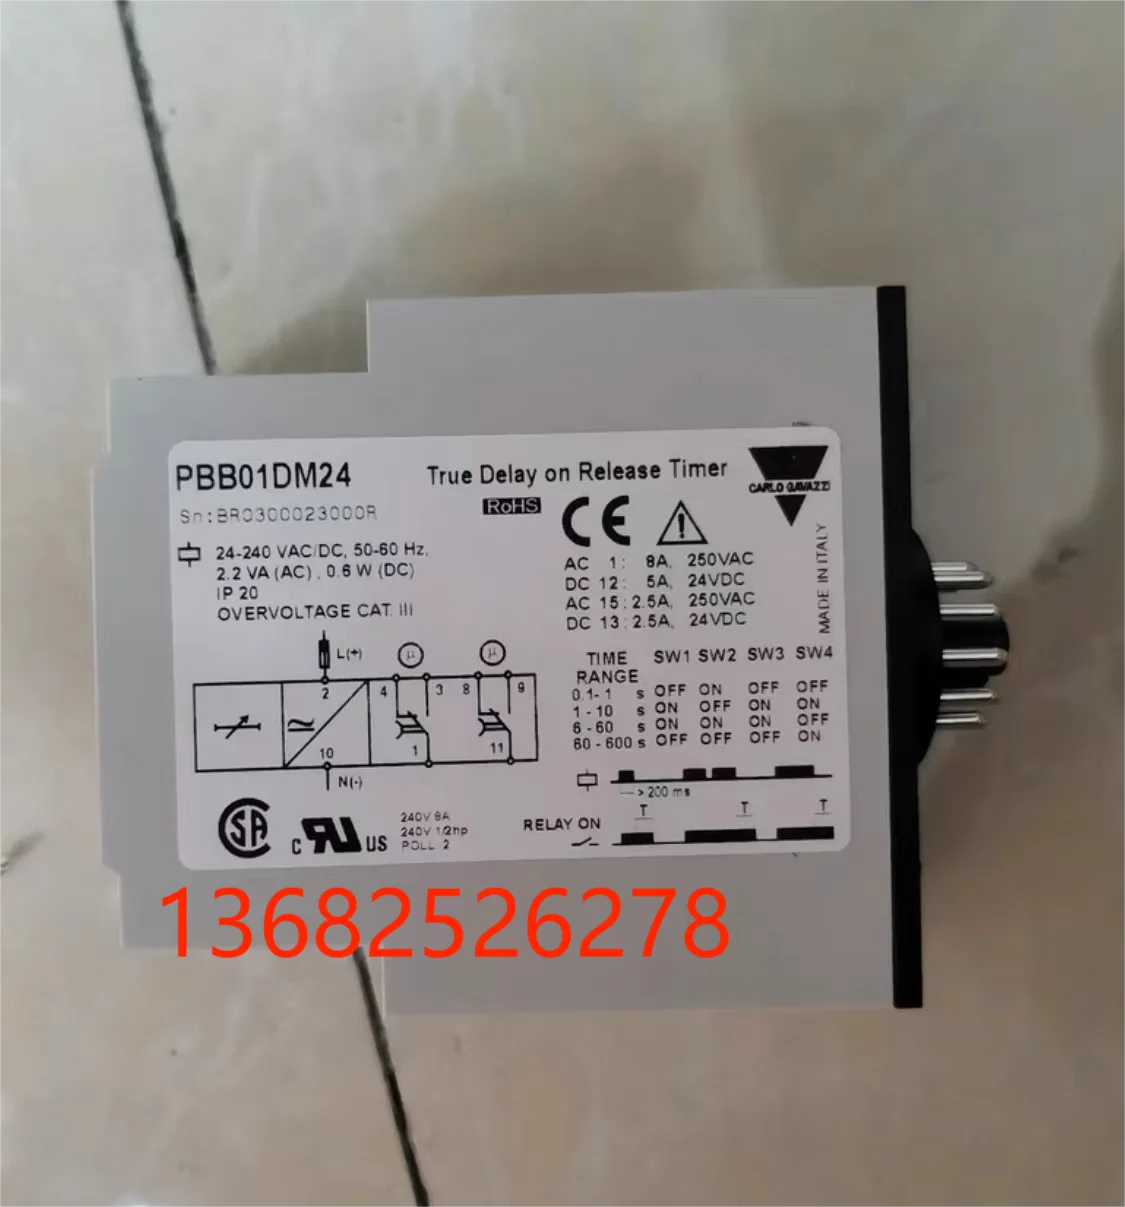 PBB01DM24
True Delay on Release Timer
CARLO GAVAZZI
Sn:BR0300023000R
RoHS
CE
MADE IN ITALY
24-240 VAC/DC, 50-60 Hz,
2.2 VA (AC) , 0.6 W (DC)
IP 20
OVERVOLTAGE CAT. III
AC 1: 8A, 250VAC
DC 12: 5A, 24VDC
AC 15: 2.5A, 250VAC
DC 13: 2.5A, 24VDC
L(+)
μ μ
2 4 3 8 9
10 1 11
N(-)
TIME RANGE SW1 SW2 SW3 SW4
0.1- 1 s OFF ON OFF OFF
1 - 10 s ON OFF ON ON
6 - 60 s ON ON ON OFF
60 - 600 s OFF OFF OFF ON
> 200 ms
T T T
RELAY ON
SA
c RU US
240V 8A
240V 1/2hp
POLL 2
13682526278